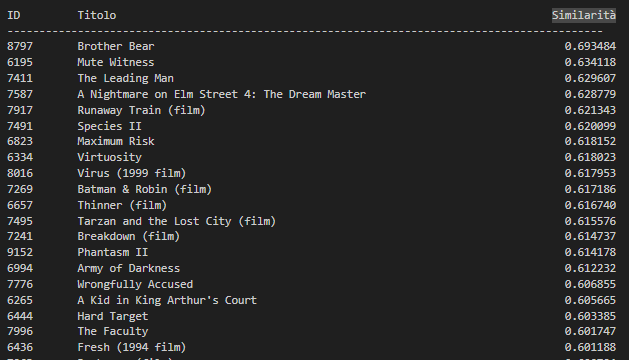 ID Titolo Similarità
--------------------------------------------------------------------------------------------
8797 Brother Bear 0.693484
6195 Mute Witness 0.634118
7411 The Leading Man 0.629607
7587 A Nightmare on Elm Street 4: The Dream Master 0.628779
7917 Runaway Train (film) 0.621343
7491 Species II 0.620099
6823 Maximum Risk 0.618152
6334 Virtuosity 0.618023
8016 Virus (1999 film) 0.617953
7269 Batman & Robin (film) 0.617186
6657 Thinner (film) 0.616740
7495 Tarzan and the Lost City (film) 0.615576
7241 Breakdown (film) 0.614737
9152 Phantasm II 0.614178
6994 Army of Darkness 0.612232
7776 Wrongfully Accused 0.606855
6265 A Kid in King Arthur's Court 0.605665
6444 Hard Target 0.603385
7996 The Faculty 0.601747
6436 Fresh (1994 film) 0.601188